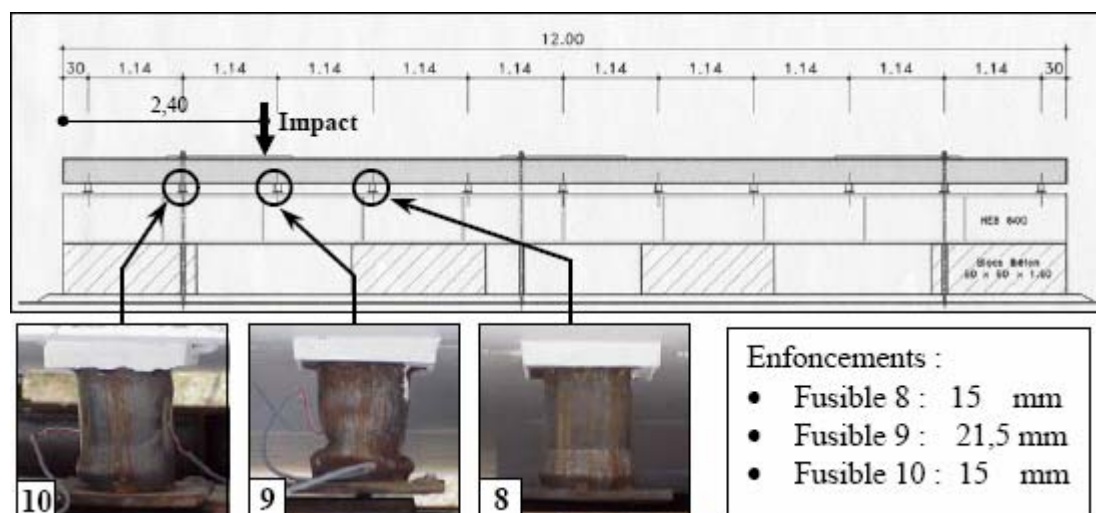 12.00
30 1.14 1.14 1.14 1.14 1.14 1.14 1.14 1.14 1.14 1.14 30
2,40
Impact
HEB 600
Blocs Béton
10
9
8
Enfoncements :
• Fusible 8 : 15 mm
• Fusible 9 : 21,5 mm
• Fusible 10 : 15 mm